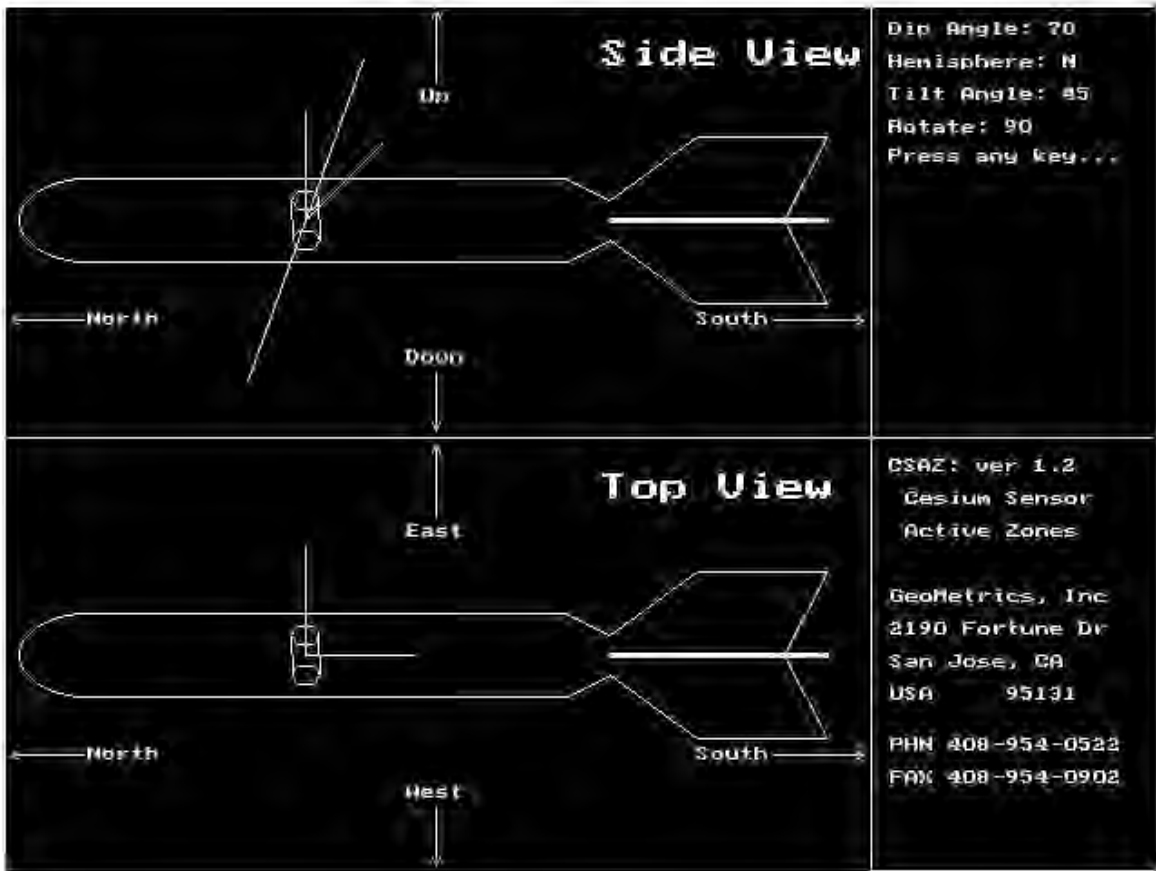 Side View
Up
North
South
Down
Dip Angle: 70
Hemisphere: N
Tilt Angle: 45
Rotate: 90
Press any key...
Top View
East
North
South
West
CSAZ: ver 1.2
Cesium Sensor
Active Zones
GeoMetrics, Inc
2190 Fortune Dr
San Jose, CA
USA 95131
PHN 408-954-0522
FAX 408-954-0902